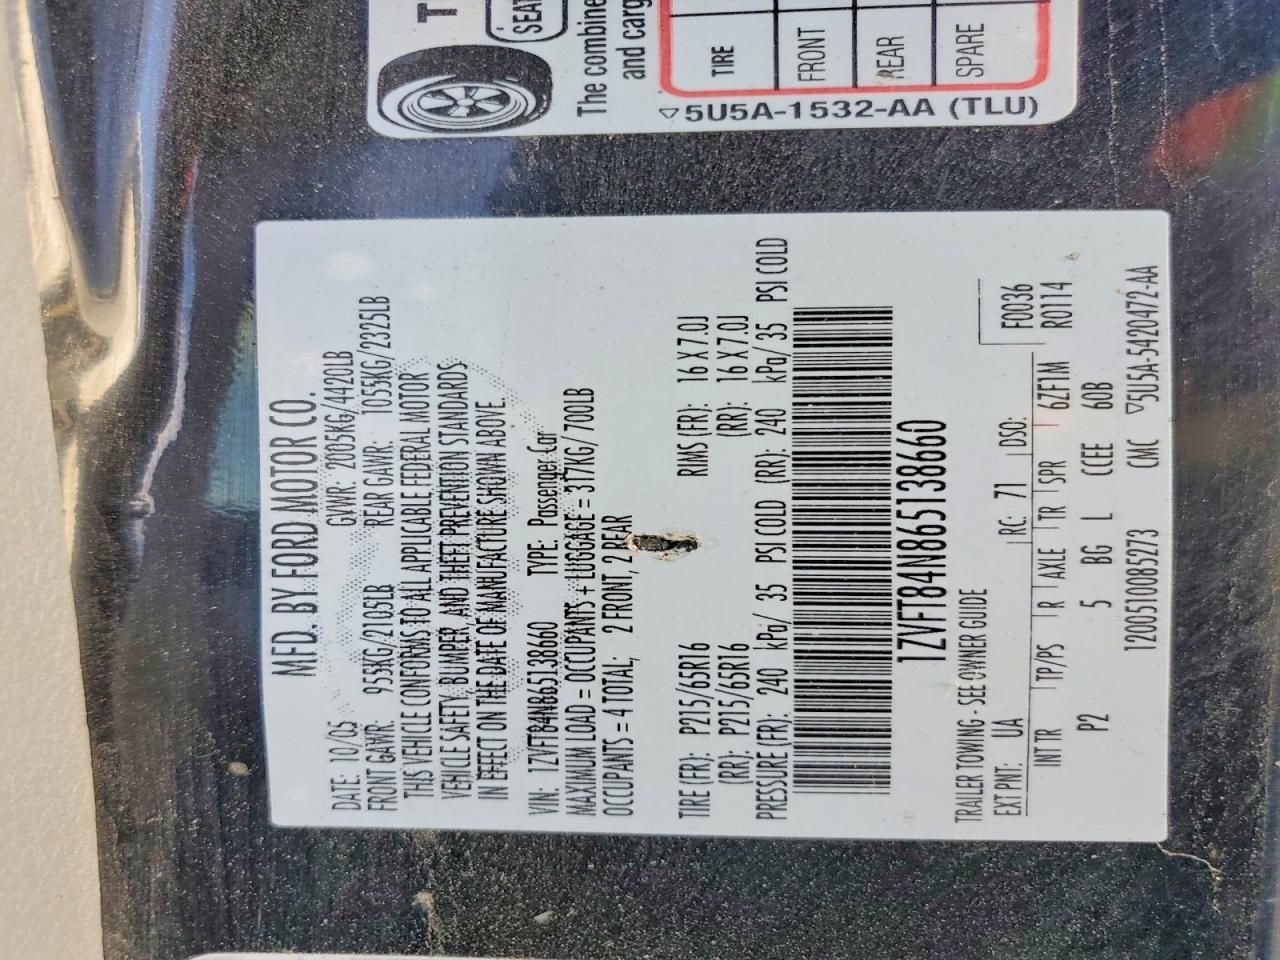 T
SEAT
The combine
and carg
TIRE
FRONT
REAR
SPARE
5U5A-1532-AA (TLU)
MFD. BY FORD MOTOR CO.
DATE: 10/05 GVWR: 2005KG/4420LB
FRONT GAWR: 955KG/2105LB REAR GAWR: 1055KG/2325LB
THIS VEHICLE CONFORMS TO ALL APPLICABLE FEDERAL MOTOR
VEHICLE SAFETY, BUMPER, AND THEFT PREVENTION STANDARDS
IN EFFECT ON THE DATE OF MANUFACTURE SHOWN ABOVE.
VIN: 1ZVFT84N865138660 TYPE: Passenger Car
MAXIMUM LOAD = OCCUPANTS + LUGGAGE = 317KG/700LB
OCCUPANTS = 4 TOTAL, 2 FRONT, 2 REAR
TIRE (FR): P215/65R16 RIMS (FR): 16 X 7.0J
(RR): P215/65R16 (RR): 16 X 7.0J
PRESSURE (FR): 240 kPa/ 35 PSI COLD (RR): 240 kPa/ 35 PSI COLD
1ZVFT84N865138660
TRAILER TOWING - SEE OWNER GUIDE
EXT PNT: UA RC: 71 DSO: F0036
INT TR TP/PS R AXLE TR SPR 6ZF1M R0114
P2 5 BG L CCEE 60B
120051008S273 CMC 5U5A-5420472-AA